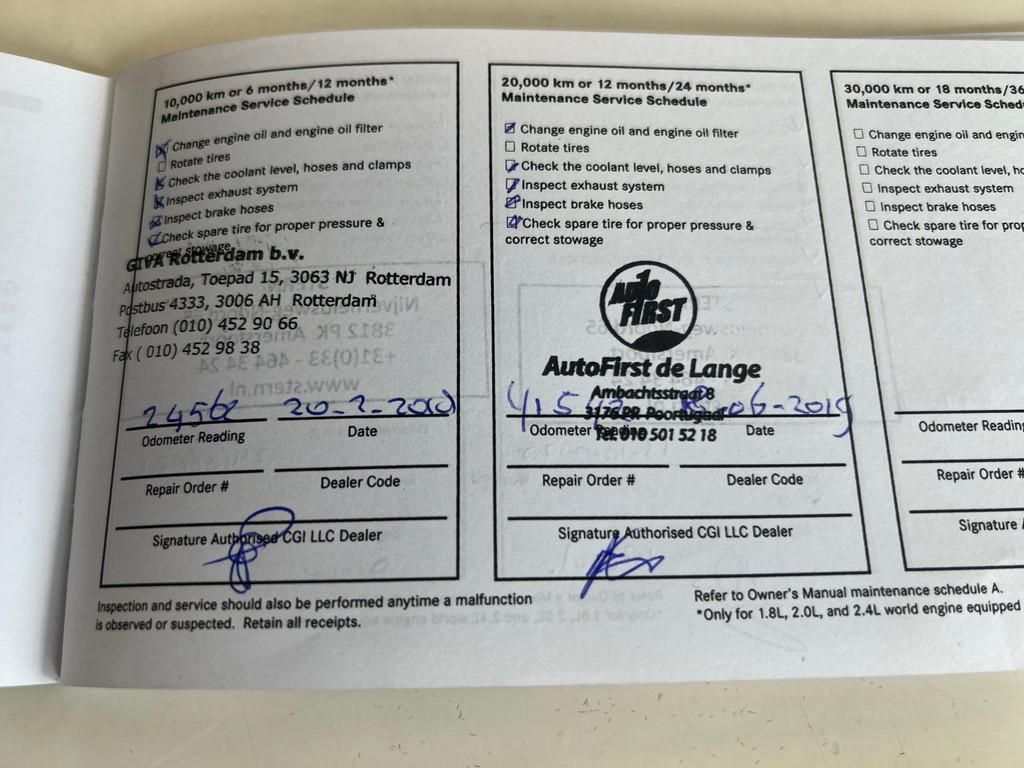 10,000 km or 6 months/12 months*
Maintenance Service Schedule
Change engine oil and engine oil filter
Rotate tires
Check the coolant level, hoses and clamps
Inspect exhaust system
Inspect brake hoses
Check spare tire for proper pressure &
correct stowage
GIVA Rotterdam b.v.
Autostrada, Toepad 15, 3063 NJ Rotterdam
Postbus 4333, 3006 AH Rotterdam
Telefoon (010) 452 90 66
Fax ( 010) 452 98 38
Odometer Reading
Date
Repair Order #
Dealer Code
Signature Authorised CGI LLC Dealer
20,000 km or 12 months/24 months*
Maintenance Service Schedule
Change engine oil and engine oil filter
Rotate tires
Check the coolant level, hoses and clamps
Inspect exhaust system
Inspect brake hoses
Check spare tire for proper pressure &
correct stowage
1
AUTO
FIRST
AutoFirst de Lange
Ambachtsstraat 8
3176 PR Poortugaal
Tel: 010 501 52 18
Odometer Reading
Date
Repair Order #
Dealer Code
Signature Authorised CGI LLC Dealer
30,000 km or 18 months/36
Maintenance Service Sched
Change engine oil and engin
Rotate tires
Check the coolant level, ho
Inspect exhaust system
Inspect brake hoses
Check spare tire for prop
correct stowage
Odometer Reading
Repair Order #
Signature
Inspection and service should also be performed anytime a malfunction
is observed or suspected. Retain all receipts.
Refer to Owner's Manual maintenance schedule A.
*Only for 1.8L, 2.0L, and 2.4L world engine equipped